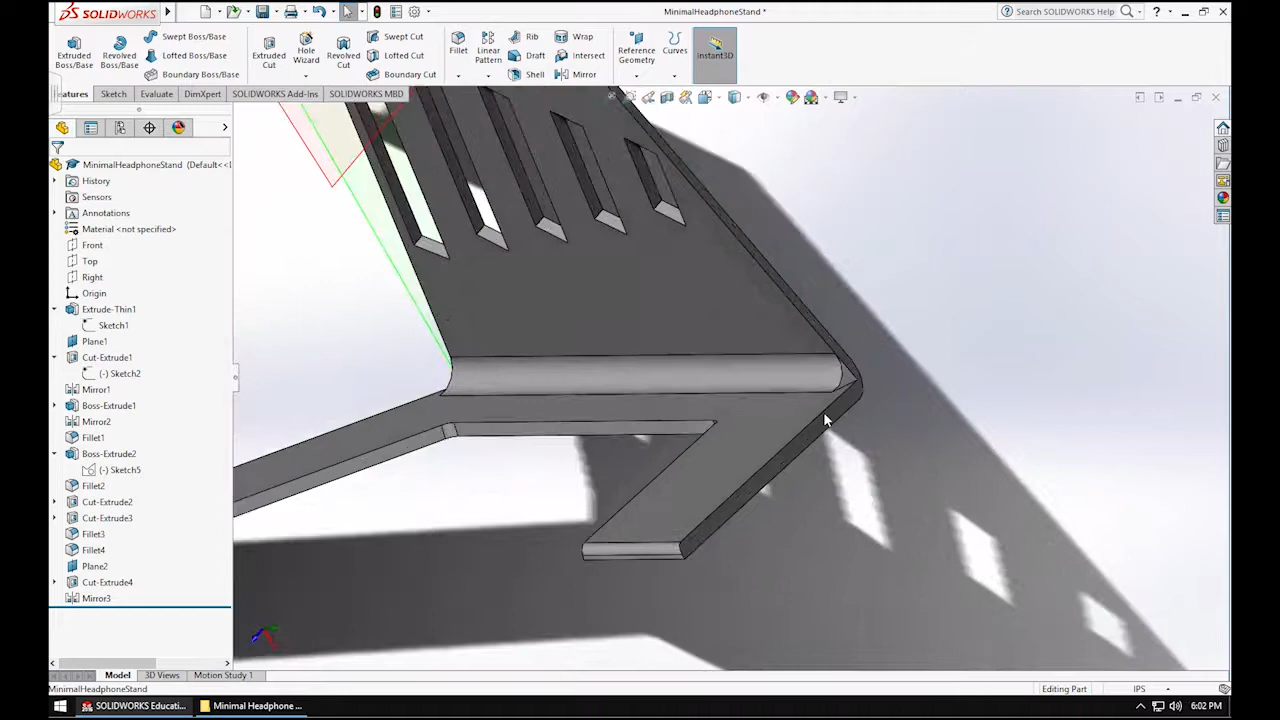 SOLIDWORKS
MinimalHeadphoneStand *
Search SOLIDWORKS Help
Extruded Boss/Base
Revolved Boss/Base
Swept Boss/Base
Lofted Boss/Base
Boundary Boss/Base
Extruded Cut
Hole Wizard
Revolved Cut
Swept Cut
Lofted Cut
Boundary Cut
Fillet
Linear Pattern
Rib
Draft
Shell
Wrap
Intersect
Mirror
Reference Geometry
Curves
Instant3D
eatures
Sketch
Evaluate
DimXpert
SOLIDWORKS Add-Ins
SOLIDWORKS MBD
MinimalHeadphoneStand (Default<<D
History
Sensors
Annotations
Material <not specified>
Front
Top
Right
Origin
Extrude-Thin1
Sketch1
Plane1
Cut-Extrude1
(-) Sketch2
Mirror1
Boss-Extrude1
Mirror2
Fillet1
Boss-Extrude2
(-) Sketch5
Fillet2
Cut-Extrude2
Cut-Extrude3
Fillet3
Fillet4
Plane2
Cut-Extrude4
Mirror3
Model
3D Views
Motion Study 1
MinimalHeadphoneStand
Editing Part
IPS
SOLIDWORKS Educati...
Minimal Headphone ...
6:02 PM